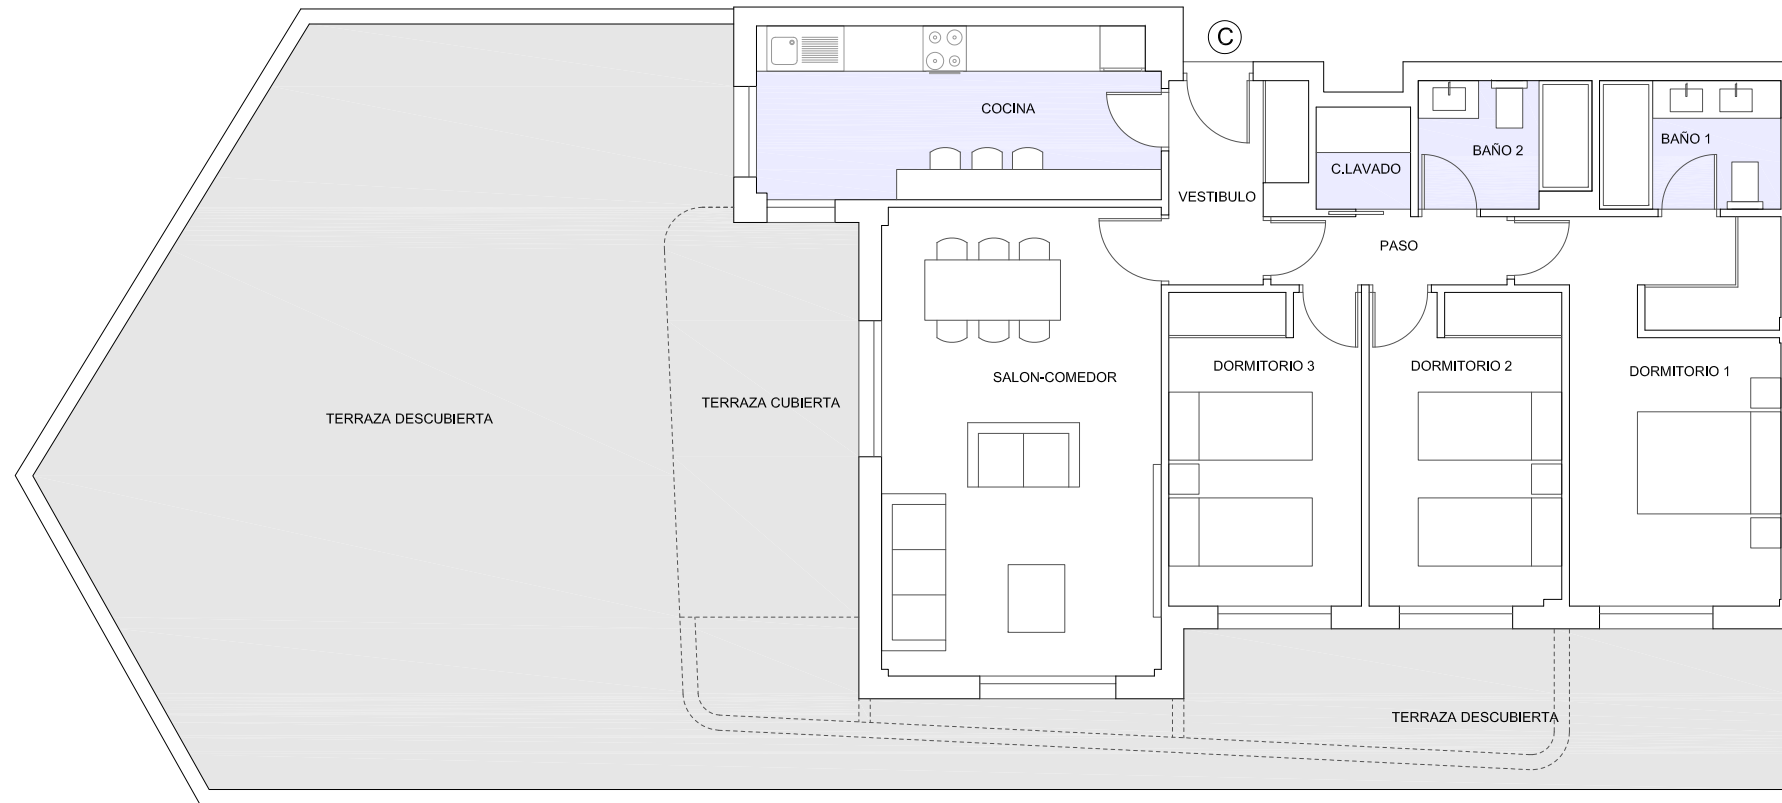 C
COCINA
BAÑO 1
BAÑO 2
C.LAVADO
VESTIBULO
PASO
DORMITORIO 3
DORMITORIO 2
DORMITORIO 1
SALON-COMEDOR
TERRAZA CUBIERTA
TERRAZA DESCUBIERTA
TERRAZA DESCUBIERTA